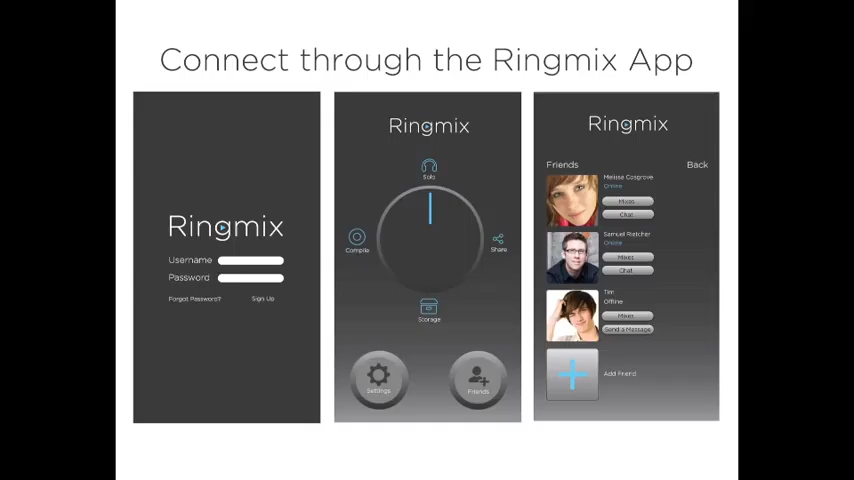 Connect through the Ringmix App
Ringmix
Username
Password
Forgot Password?
Sign Up
Ringmix
Solo
Compile
Share
Storage
Settings
Friends
Ringmix
Friends
Back
Melissa Cosgrove
Online
Mixes
Chat
Samuel Rietcher
Online
Mixes
Chat
Tim
Offline
Mixes
Send a Message
Add Friend